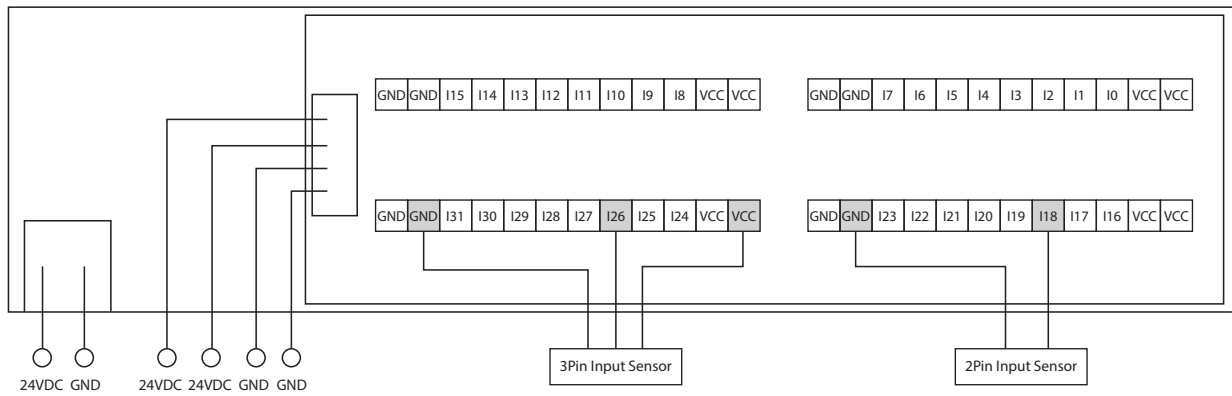 GND GND I15 I14 I13 I12 I11 I10 I9 I8 VCC VCC
GND GND I7 I6 I5 I4 I3 I2 I1 I0 VCC VCC
GND GND I31 I30 I29 I28 I27 I26 I25 I24 VCC VCC
GND GND I23 I22 I21 I20 I19 I18 I17 I16 VCC VCC
3Pin Input Sensor
2Pin Input Sensor
24VDC GND
24VDC 24VDC GND GND